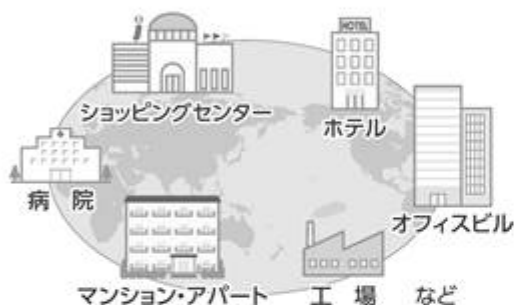 HOTEL
ショッピングセンター
ホテル
病院
オフィスビル
マンション・アパート
工場 など